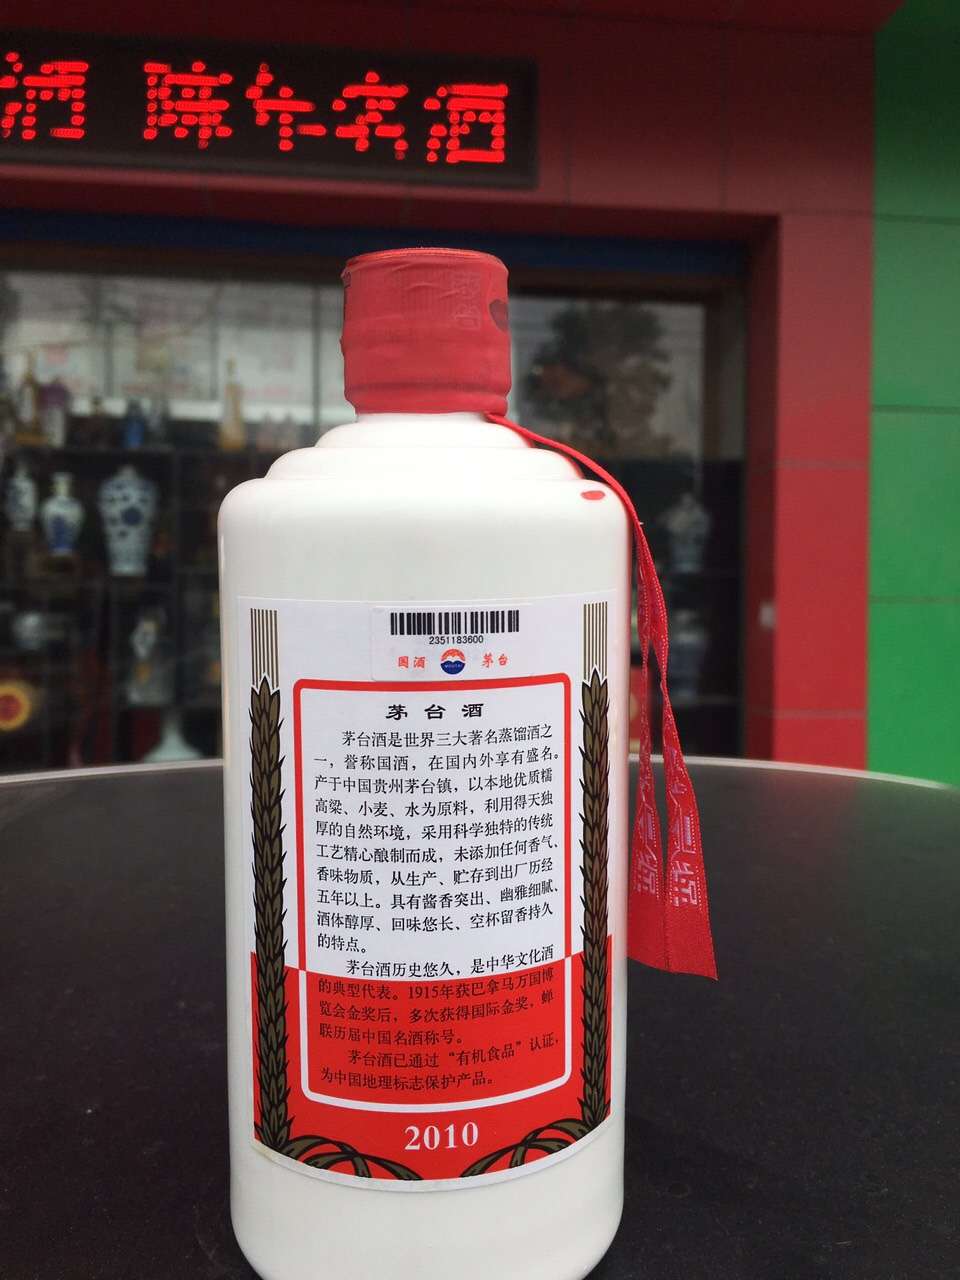 酒 陈年名酒
2351183600
国酒 MOUTAI 茅台
茅台酒
茅台酒是世界三大著名蒸馏酒之
一，誉称国酒，在国内外享有盛名。
产于中国贵州茅台镇，以本地优质糯
高粱、小麦、水为原料，利用得天独
厚的自然环境，采用科学独特的传统
工艺精心酿制而成，未添加任何香气、
香味物质，从生产、贮存到出厂历经
五年以上。具有酱香突出、幽雅细腻、
酒体醇厚、回味悠长、空杯留香持久
的特点。
茅台酒历史悠久，是中华文化酒
的典型代表。1915年获巴拿马万国博
览会金奖后，多次获得国际金奖，蝉
联历届中国名酒称号。
茅台酒已通过“有机食品”认证，
为中国地理标志保护产品。
2010